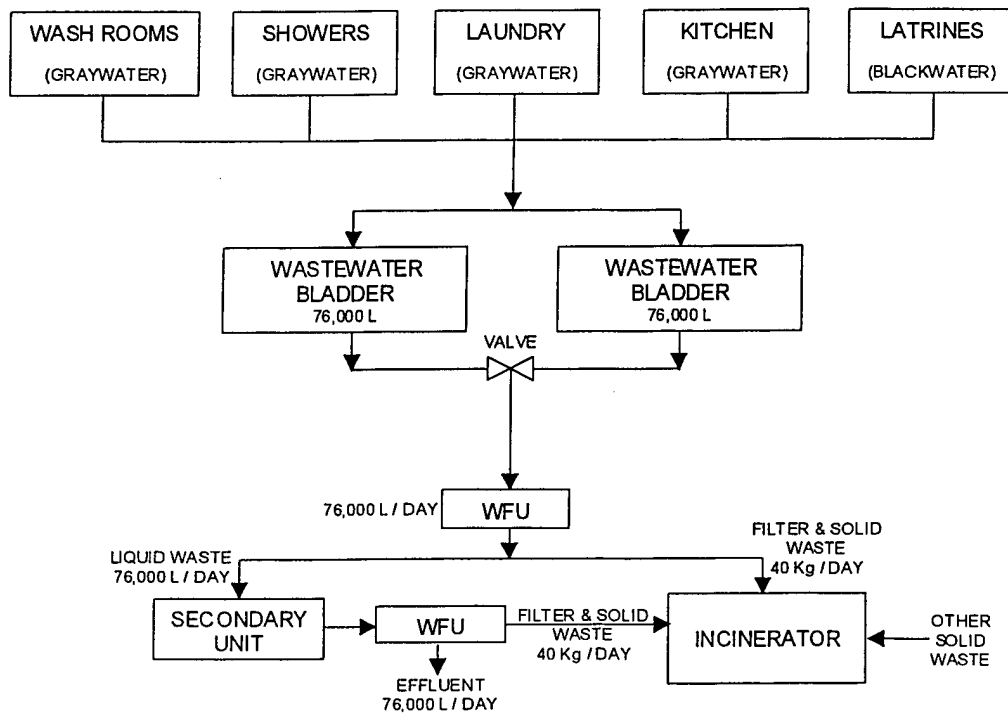 WASH ROOMS
(GRAYWATER)
SHOWERS
(GRAYWATER)
LAUNDRY
(GRAYWATER)
KITCHEN
(GRAYWATER)
LATRINES
(BLACKWATER)
WASTEWATER
BLADDER
76,000 L
WASTEWATER
BLADDER
76,000 L
VALVE
76,000 L / DAY
WFU
LIQUID WASTE
76,000 L / DAY
FILTER & SOLID
WASTE
40 Kg / DAY
SECONDARY
UNIT
WFU
FILTER & SOLID
WASTE
40 Kg / DAY
INCINERATOR
OTHER
SOLID
WASTE
EFFLUENT
76,000 L / DAY